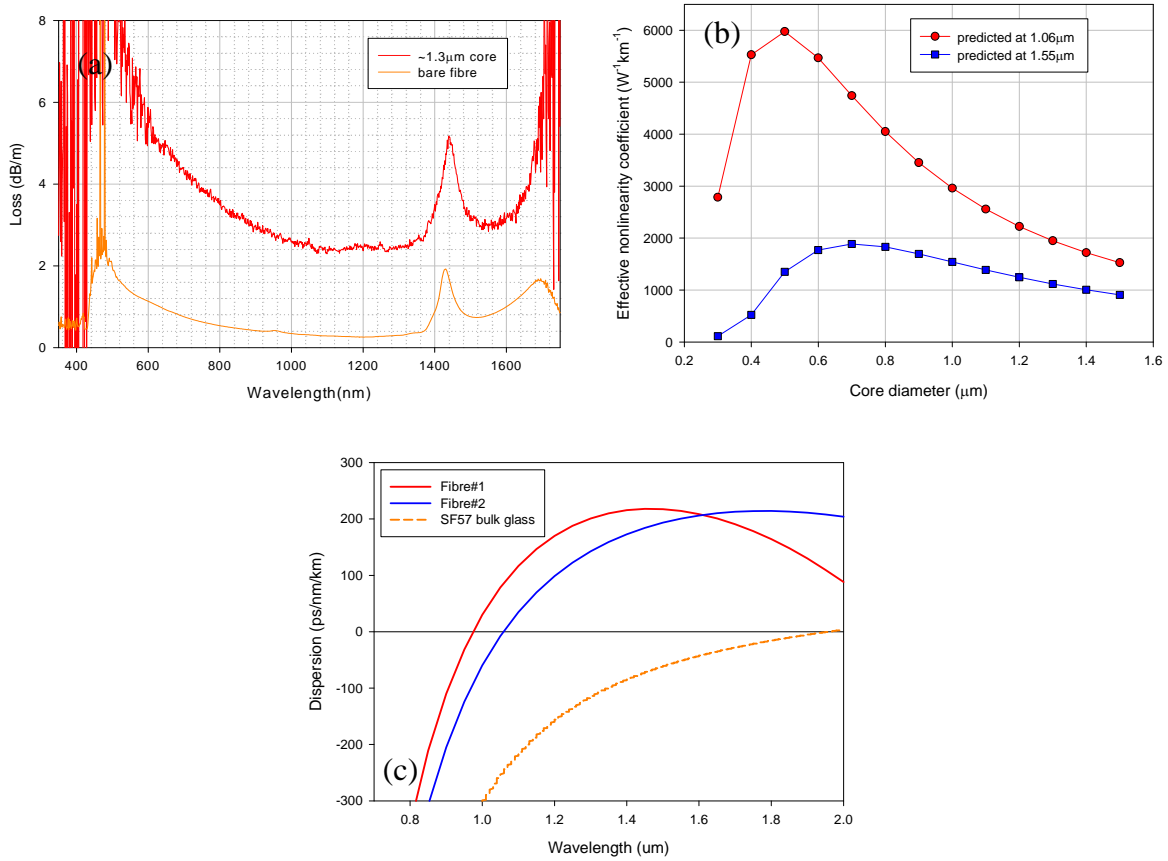 (a)
~1.3μm core
bare fibre
Loss (dB/m)
8
6
4
2
0
400 600 800 1000 1200 1400 1600
Wavelength(nm)
(b)
predicted at 1.06μm
predicted at 1.55μm
Effective nonlinearity coefficient (W⁻¹km⁻¹)
6000
5000
4000
3000
2000
1000
0
0.2 0.4 0.6 0.8 1.0 1.2 1.4 1.6
Core diameter (μm)
Fibre#1
Fibre#2
SF57 bulk glass
Dispersion (ps/nm/km)
300
200
100
0
-100
-200
-300
(c)
0.8 1.0 1.2 1.4 1.6 1.8 2.0
Wavelength (um)